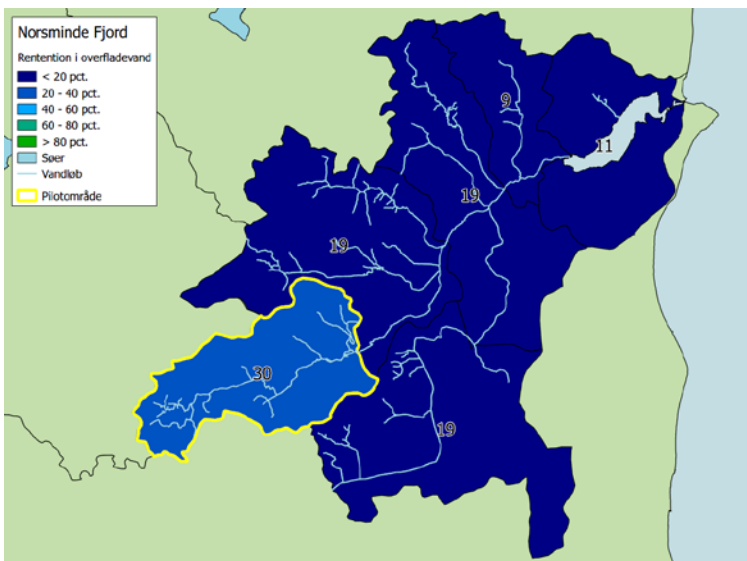 Norsminde Fjord
Rentention i overfladevand
< 20 pct.
20 - 40 pct.
40 - 60 pct.
60 - 80 pct.
> 80 pct.
Søer
Vandløb
Pilotområde
9
11
19
19
30
19